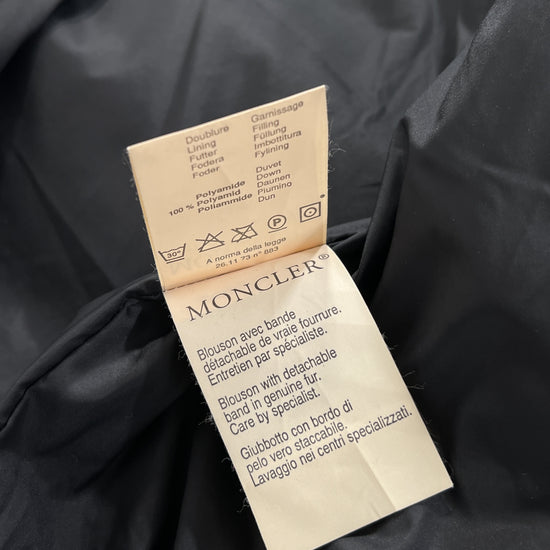 Doublure
Lining
Futter
Fodera
Foder
Garnissage
Filling
Füllung
Imbottitura
Fylining
Polyamide
100 % Polyamid
Poliammide
Duvet
Down
Daunen
Piumino
Dun
30°
P
A norma della legge
26.11 73 n° 883
MONCLER®
Blouson avec bande
détachable de vraie fourrure.
Entretien par spécialiste.
Blouson with detachable
band in genuine fur.
Care by specialist.
Giubbotto con bordo di
pelo vero staccabile.
Lavaggio nei centri specializzati.